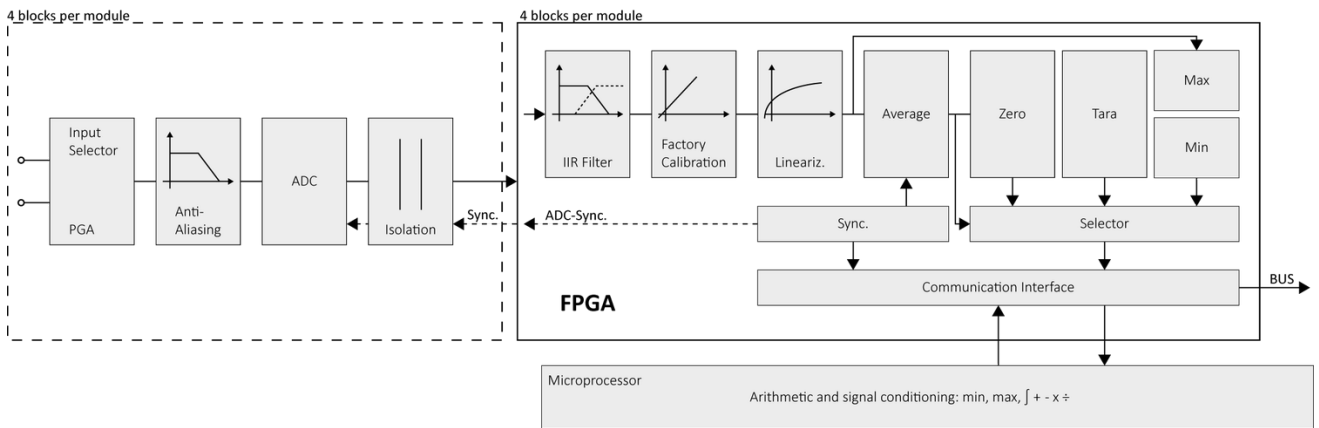 4 blocks per module
4 blocks per module
Input
Selector
PGA
Anti-
Aliasing
ADC
Isolation
Sync.
ADC-Sync.
IIR Filter
Factory
Calibration
Lineariz.
Average
Zero
Tara
Max
Min
Sync.
Selector
Communication Interface
BUS
FPGA
Microprocessor
Arithmetic and signal conditioning: min, max, ∫ + - x ÷